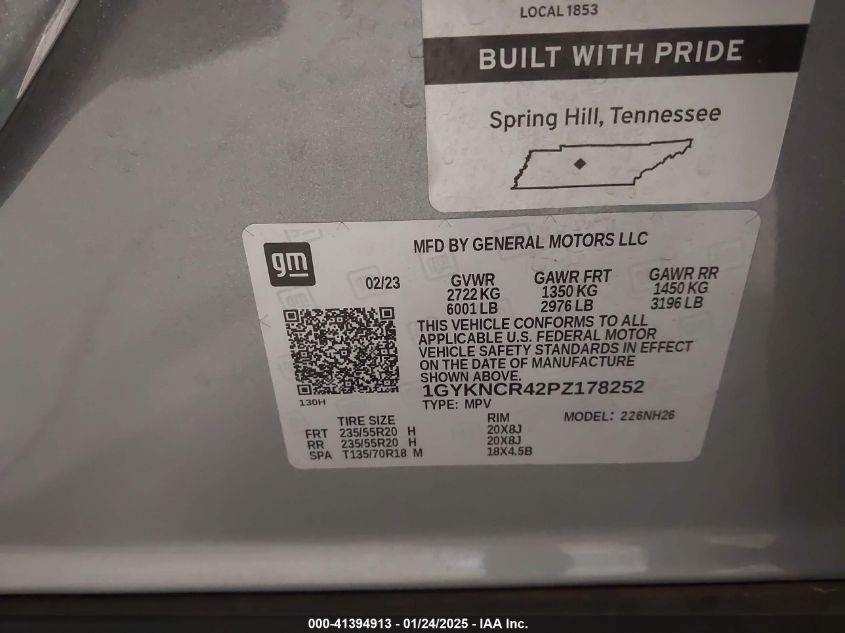 LOCAL 1853
BUILT WITH PRIDE
Spring Hill, Tennessee
gm
MFD BY GENERAL MOTORS LLC
02/23
GVWR GAWR FRT GAWR RR
2722 KG 1350 KG 1450 KG
6001 LB 2976 LB 3196 LB
THIS VEHICLE CONFORMS TO ALL
APPLICABLE U.S. FEDERAL MOTOR
VEHICLE SAFETY STANDARDS IN EFFECT
ON THE DATE OF MANUFACTURE
SHOWN ABOVE.
1GYKNCR42PZ178252
130H
TYPE: MPV MODEL: 226NH26
TIRE SIZE RIM
FRT 235/55R20 H 20X8J
RR 235/55R20 H 20X8J
SPA T135/70R18 M 18X4.5B
000-41394913 - 01/24/2025 - IAA, Inc.